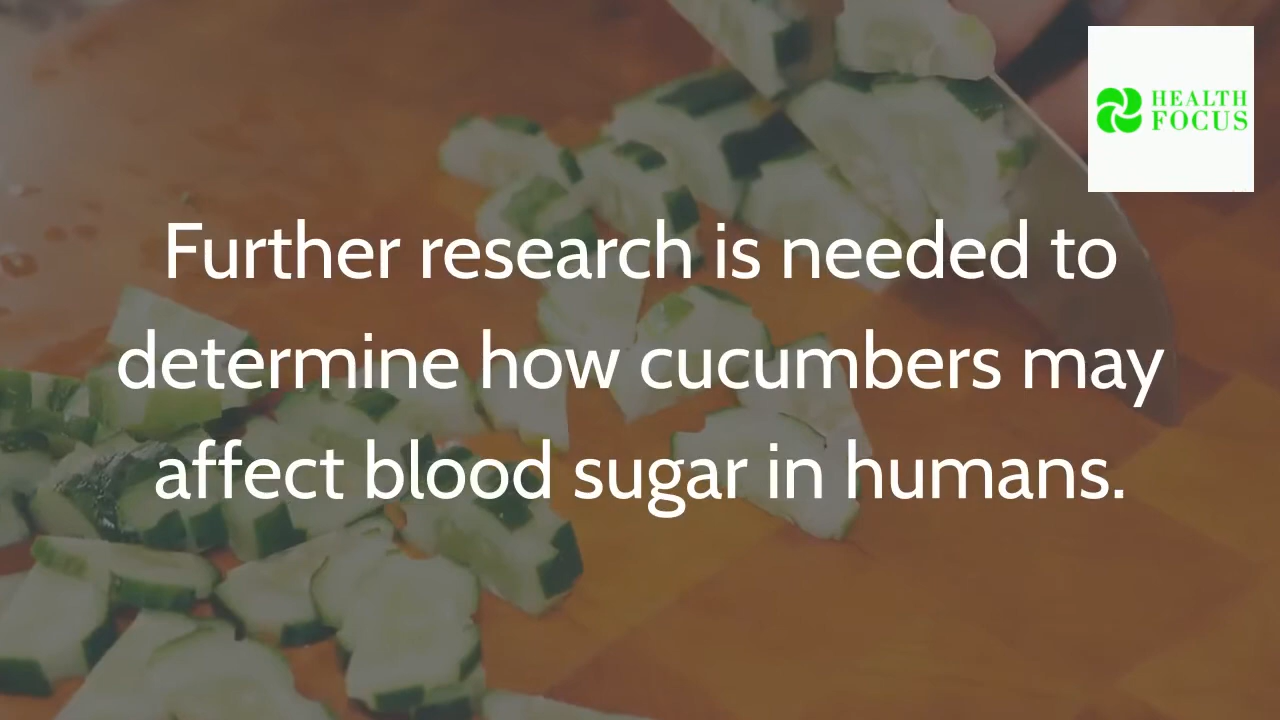 HEALTH
FOCUS
Further research is needed to
determine how cucumbers may
affect blood sugar in humans.